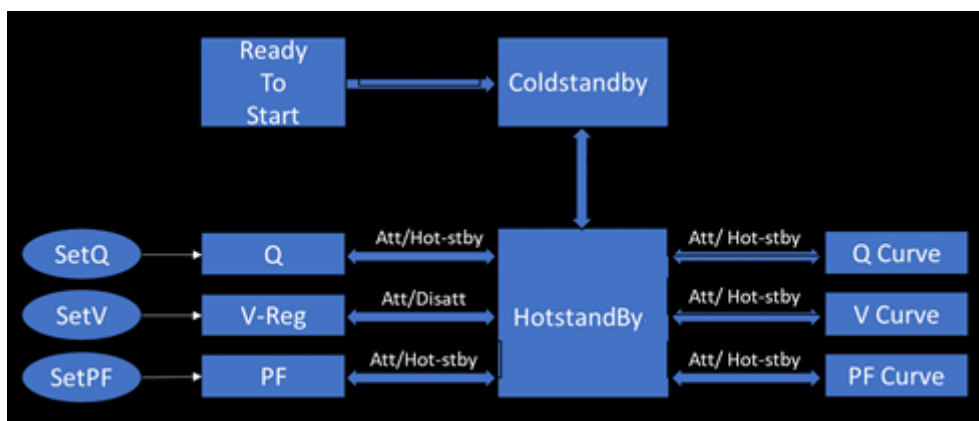 Ready
To
Start
Coldstandby
SetQ
Q
Att/Hot-stby
Att/ Hot-stby
Q Curve
SetV
V-Reg
Att/Disatt
HotstandBy
Att/ Hot-stby
V Curve
SetPF
PF
Att/Hot-stby
Att/ Hot-stby
PF Curve